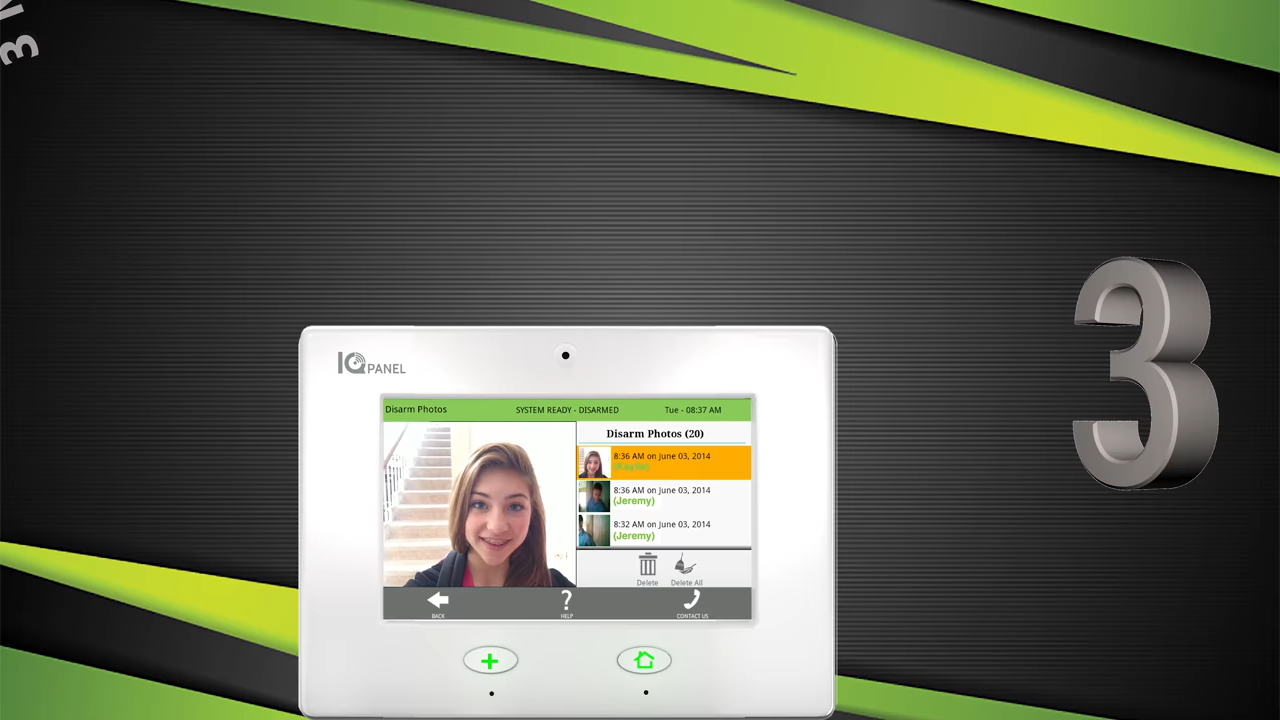 3
IQ PANEL
Disarm Photos
SYSTEM READY - DISARMED
Tue - 08:37 AM
Disarm Photos (20)
8:36 AM on June 03, 2014
(Kaylie)
8:36 AM on June 03, 2014
(Jeremy)
8:32 AM on June 03, 2014
(Jeremy)
Delete
Delete All
BACK
?
HELP
CONTACT US